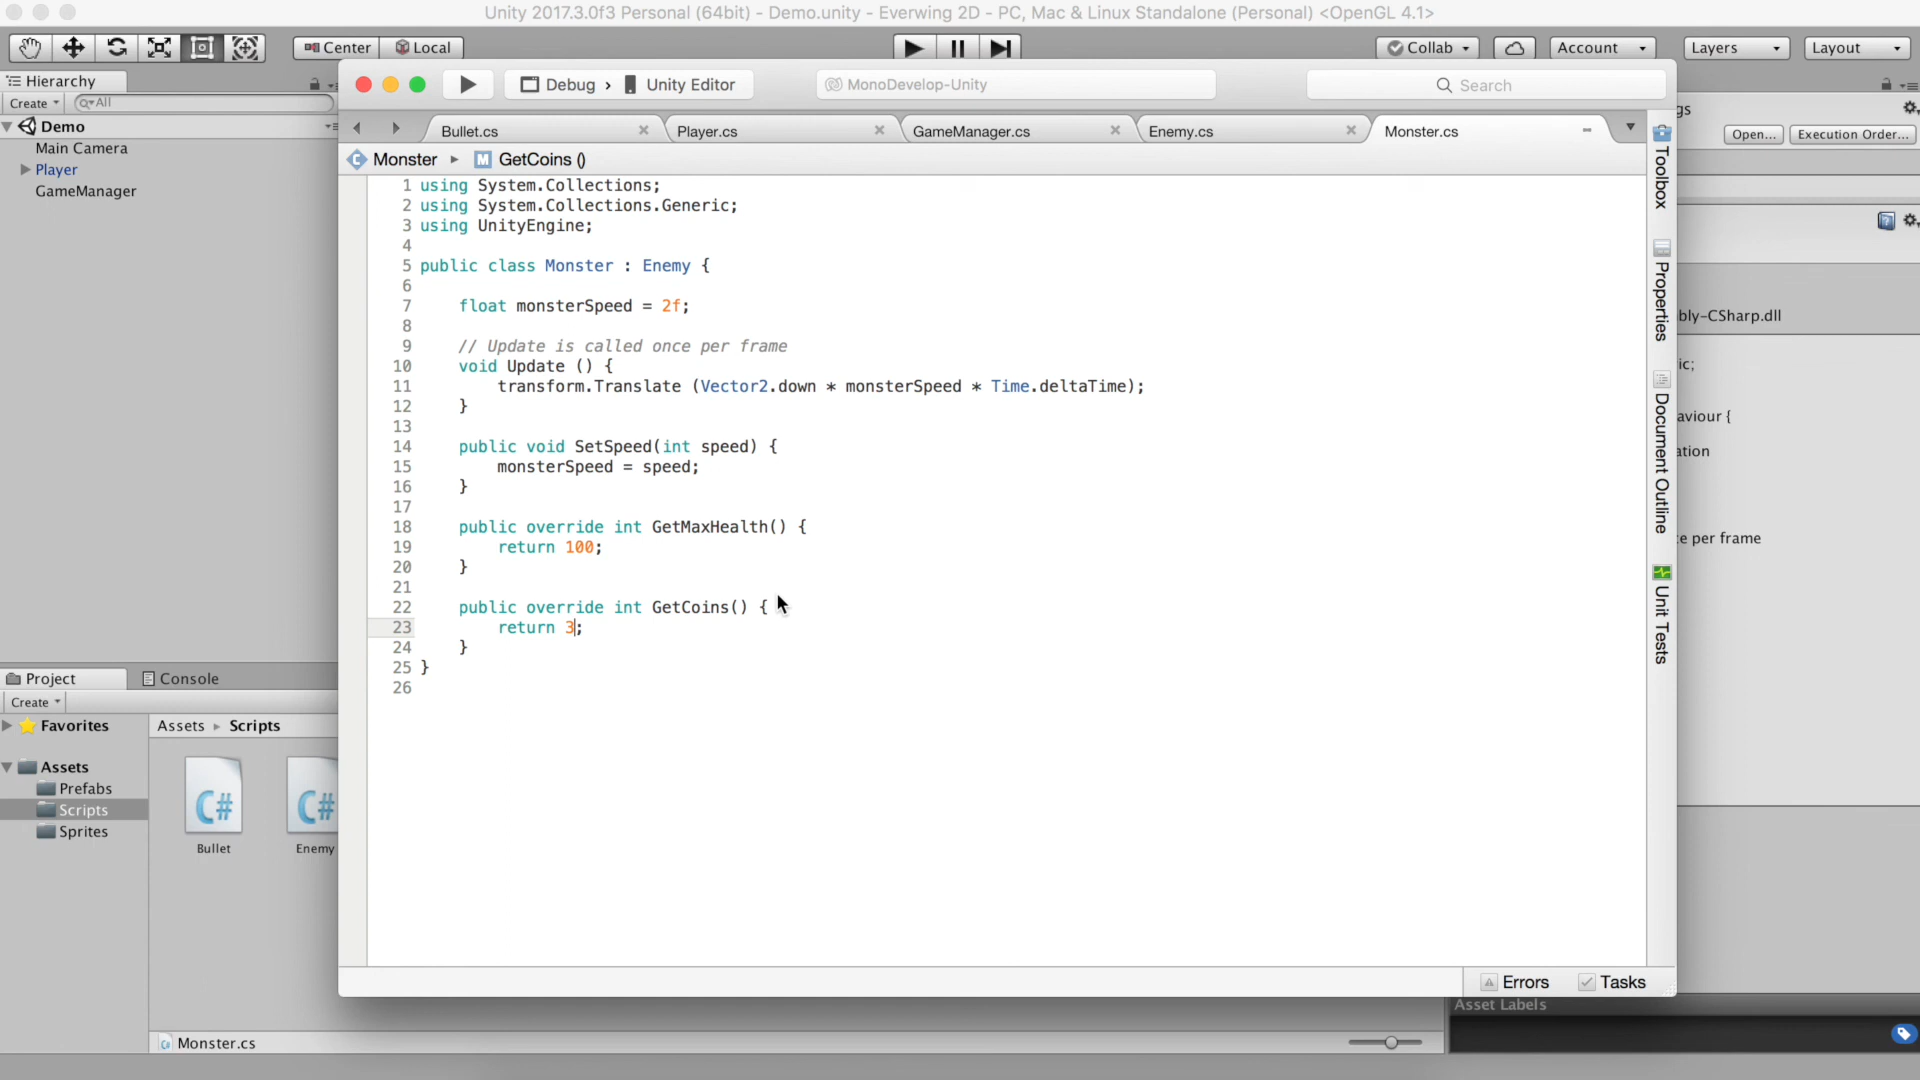 Unity 2017.3.0f3 Personal (64bit) - Demo.unity - Everwing 2D - PC, Mac & Linux Standalone (Personal) <OpenGL 4.1>
Center Local Collab Account Layers Layout
Hierarchy
Create All
Demo
Main Camera
Player
GameManager
Debug › Unity Editor MonoDevelop-Unity Search
Bullet.cs Player.cs GameManager.cs Enemy.cs Monster.cs
Monster GetCoins ()
1 using System.Collections;
2 using System.Collections.Generic;
3 using UnityEngine;
4
5 public class Monster : Enemy {
6
7 float monsterSpeed = 2f;
8
9 // Update is called once per frame
10 void Update () {
11 transform.Translate (Vector2.down * monsterSpeed * Time.deltaTime);
12 }
13
14 public void SetSpeed(int speed) {
15 monsterSpeed = speed;
16 }
17
18 public override int GetMaxHealth() {
19 return 100;
20 }
21
22 public override int GetCoins() {
23 return 3;
24 }
25 }
26
Toolbox
Properties
Document Outline
Unit Tests
gs
Open... Execution Order...
bly-CSharp.dll
ic;
aviour {
ation
e per frame
Project Console
Create
Favorites
Assets
Prefabs
Scripts
Sprites
Assets Scripts
C# C#
Bullet Enemy
Errors Tasks
Asset Labels
Monster.cs